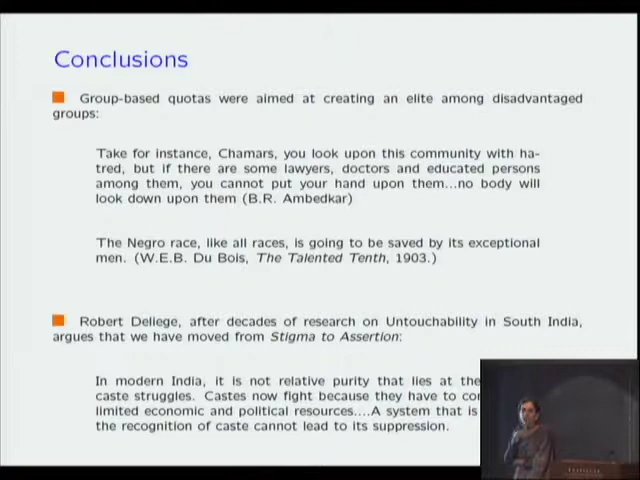 Conclusions
Group-based quotas were aimed at creating an elite among disadvantaged
groups:
Take for instance, Chamars, you look upon this community with ha-
tred, but if there are some lawyers, doctors and educated persons
among them, you cannot put your hand upon them...no body will
look down upon them (B.R. Ambedkar)
The Negro race, like all races, is going to be saved by its exceptional
men. (W.E.B. Du Bois, The Talented Tenth, 1903.)
Robert Deliege, after decades of research on Untouchability in South India,
argues that we have moved from Stigma to Assertion:
In modern India, it is not relative purity that lies at the
caste struggles. Castes now fight because they have to
limited economic and political resources....A system that is
the recognition of caste cannot lead to its suppression.